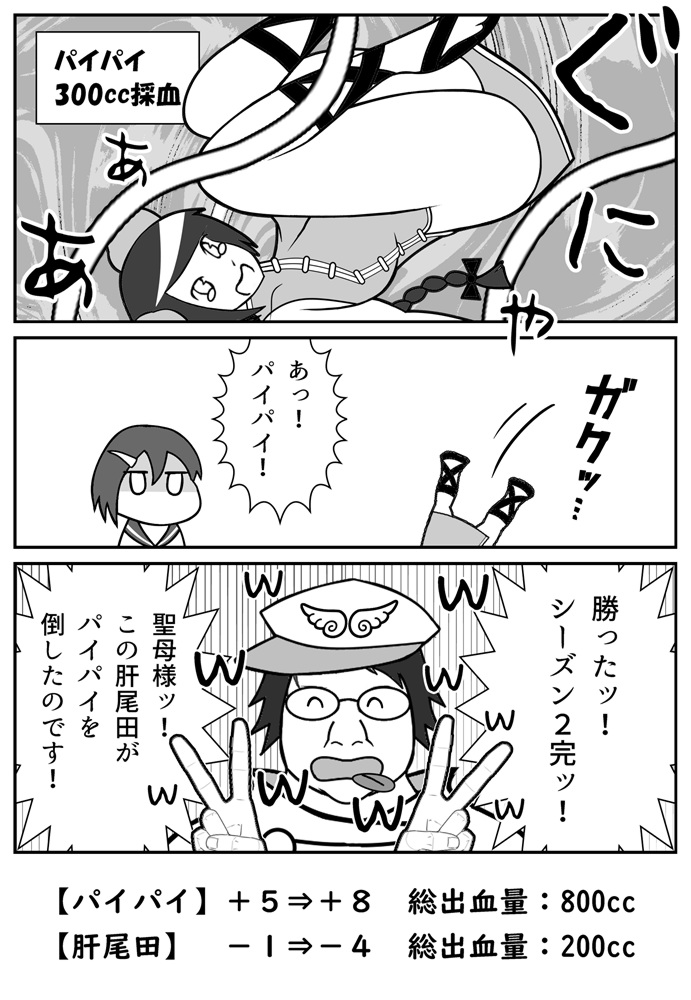 パイパイ
300cc採血
ぐにゃ
ああ
ガクッ…
あっ！
パイパイ！
勝ったッ！
シーズン２完ッ！
聖母様ッ！
この肝尾田が
パイパイを
倒したのです！
W
W
W
W
W
W
W
W
【パイパイ】＋５⇒＋８　総出血量：800cc
【肝尾田】　－１⇒－４　総出血量：200cc